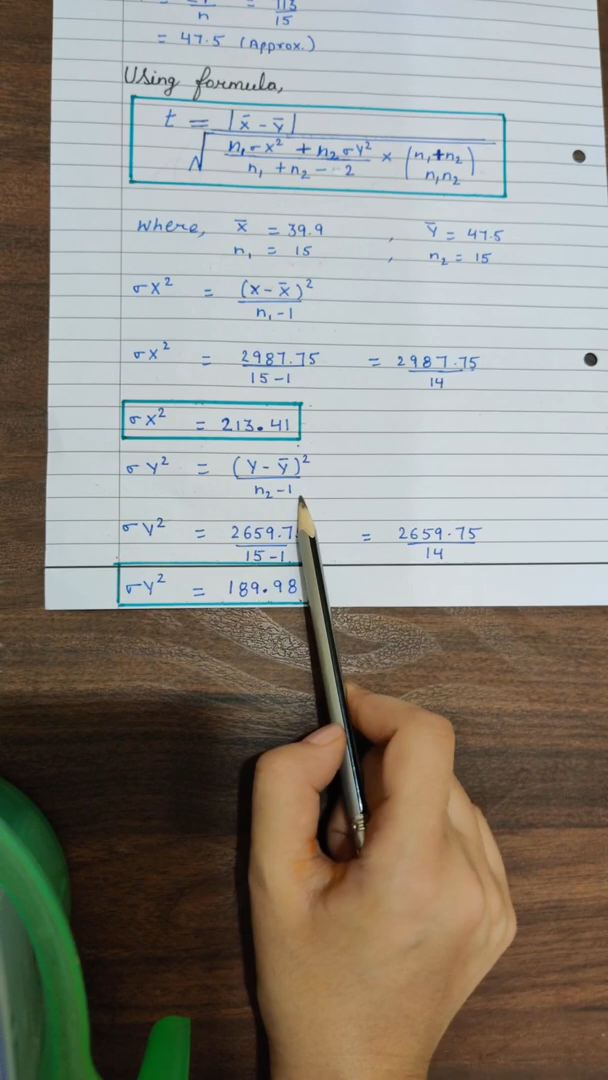 n = 15
= 47.5 (Approx.)
Using formula,
t = |x̄ - ȳ|
√ n₁σx² + n₂σy² / n₁ + n₂ - 2 × (n₁+n₂ / n₁n₂)
where, x̄ = 39.9 , ȳ = 47.5
n₁ = 15 , n₂ = 15
σx² = (x-x̄)² / n₁-1
σx² = 2987.75 / 15-1 = 2987.75 / 14
σx² = 213.41
σy² = (y-ȳ)² / n₂-1
σy² = 2659.7 / 15-1 = 2659.75 / 14
σy² = 189.98